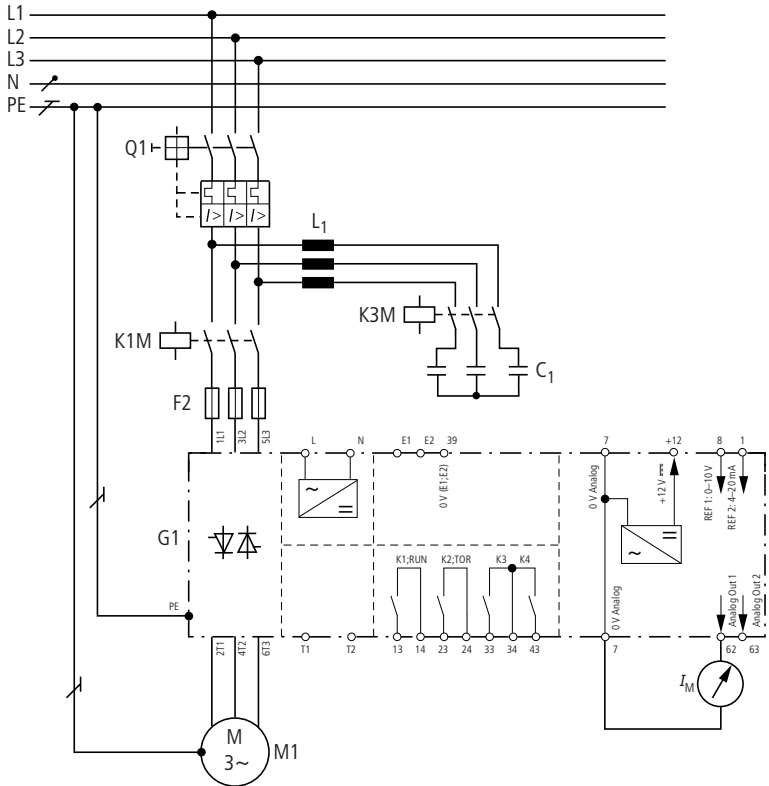 L1
L2
L3
N
PE
Q1
I> I> I>
L1
K3M
K1M
C1
F2
1L1
3L2
5L3
L
N
E1
E2
39
7
+12
8
1
0 V (E1;E2)
0 V Analog
+12 V
REF 1: 0–10 V
REF 2: 4–20 mA
~
=
=
~
G1
K1;RUN
K2;TOR
K3
K4
PE
0 V Analog
Analog Out 1
Analog Out 2
2T1
4T2
6T3
T1
T2
13
14
23
24
33
34
43
7
62
63
IM
M
3~
M1